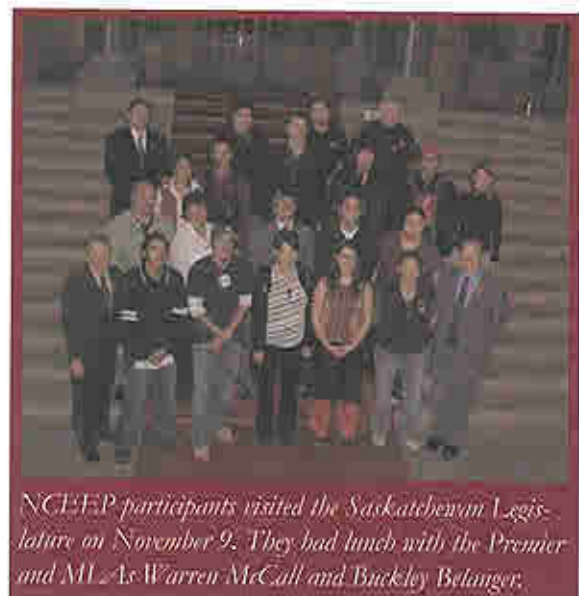 NCEEP participants visited the Saskatchewan Legis-
lature on November 9. They had lunch with the Premier
and MLAs Warren McCall and Buckley Belanger.